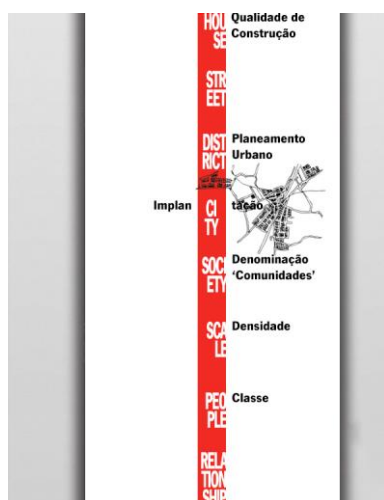 HOU Qualidade de
SE Construção
STR
EET
DIST Planeamento
RICT Urbano
Implan CI tação
TY
SOC Denominação
ETY ‘Comunidades’
SCA Densidade
LE
PEO Classe
PLE
RELA
TION
SHIP